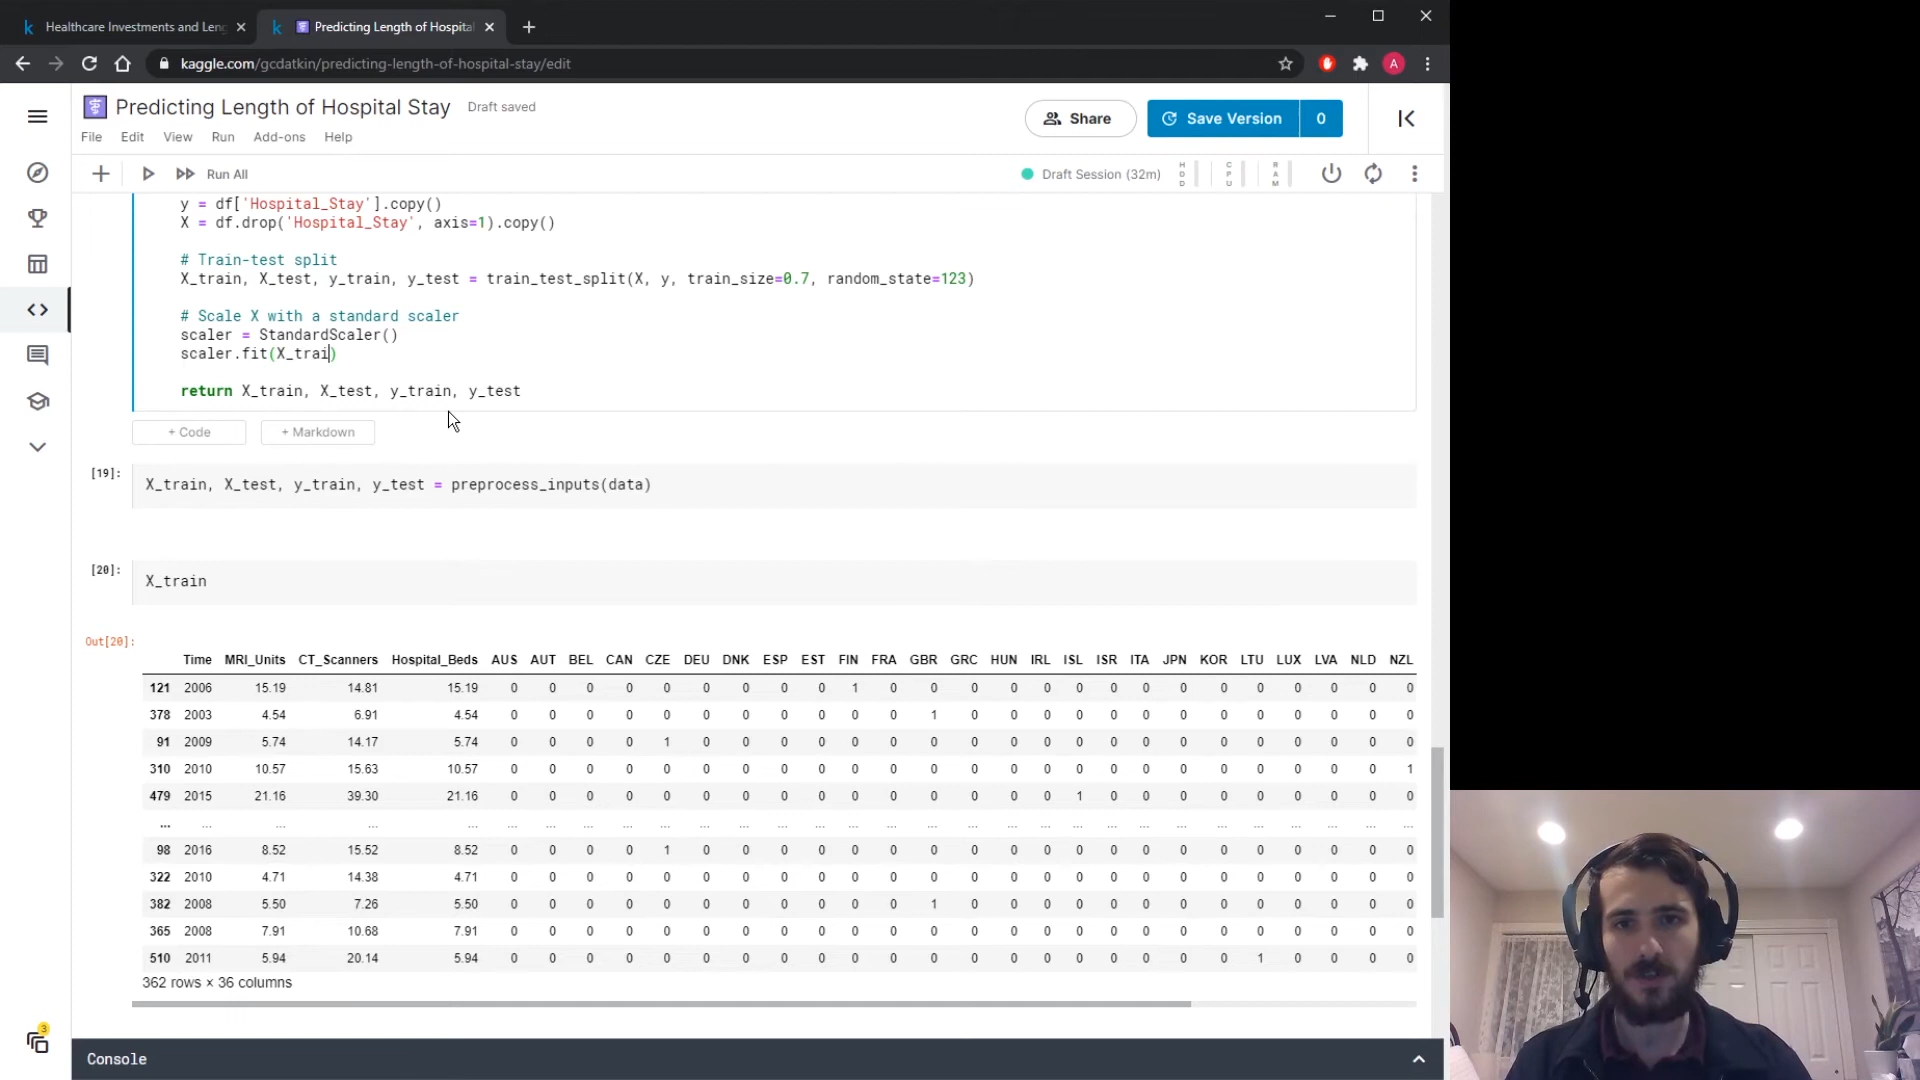 Healthcare Investments and Leng
Predicting Length of Hospital
kaggle.com/gcdatkin/predicting-length-of-hospital-stay/edit
A
Predicting Length of Hospital Stay
Draft saved
Share
Save Version
0
File Edit View Run Add-ons Help
Run All
Draft Session (32m)
HDD
CPU
RAM
y = df['Hospital_Stay'].copy()
X = df.drop('Hospital_Stay', axis=1).copy()
# Train-test split
X_train, X_test, y_train, y_test = train_test_split(X, y, train_size=0.7, random_state=123)
# Scale X with a standard scaler
scaler = StandardScaler()
scaler.fit(X_trai)
return X_train, X_test, y_train, y_test
+ Code
+ Markdown
[19]:
X_train, X_test, y_train, y_test = preprocess_inputs(data)
[20]:
X_train
Out[20]:
Time MRI_Units CT_Scanners Hospital_Beds AUS AUT BEL CAN CZE DEU DNK ESP EST FIN FRA GBR GRC HUN IRL ISL ISR ITA JPN KOR LTU LUX LVA NLD NZL
121 2006 15.19 14.81 15.19 0 0 0 0 0 0 0 0 0 1 0 0 0 0 0 0 0 0 0 0 0 0 0 0 0
378 2003 4.54 6.91 4.54 0 0 0 0 0 0 0 0 0 0 0 1 0 0 0 0 0 0 0 0 0 0 0 0 0
91 2009 5.74 14.17 5.74 0 0 0 0 1 0 0 0 0 0 0 0 0 0 0 0 0 0 0 0 0 0 0 0 0
310 2010 10.57 15.63 10.57 0 0 0 0 0 0 0 0 0 0 0 0 0 0 0 0 0 0 0 0 0 0 0 0 1
479 2015 21.16 39.30 21.16 0 0 0 0 0 0 0 0 0 0 0 0 0 0 0 1 0 0 0 0 0 0 0 0 0
... ... ... ... ... ... ... ... ... ... ... ... ... ... ... ... ... ... ... ... ... ... ... ... ... ... ... ... ... ...
98 2016 8.52 15.52 8.52 0 0 0 0 1 0 0 0 0 0 0 0 0 0 0 0 0 0 0 0 0 0 0 0 0
322 2010 4.71 14.38 4.71 0 0 0 0 0 0 0 0 0 0 0 0 0 0 0 0 0 0 0 0 0 0 0 0 0
382 2008 5.50 7.26 5.50 0 0 0 0 0 0 0 0 0 0 0 1 0 0 0 0 0 0 0 0 0 0 0 0 0
365 2008 7.91 10.68 7.91 0 0 0 0 0 0 0 0 0 0 0 0 0 0 0 0 0 0 0 0 0 0 0 0 0
510 2011 5.94 20.14 5.94 0 0 0 0 0 0 0 0 0 0 0 0 0 0 0 0 0 0 0 0 1 0 0 0 0
362 rows × 36 columns
3
Console